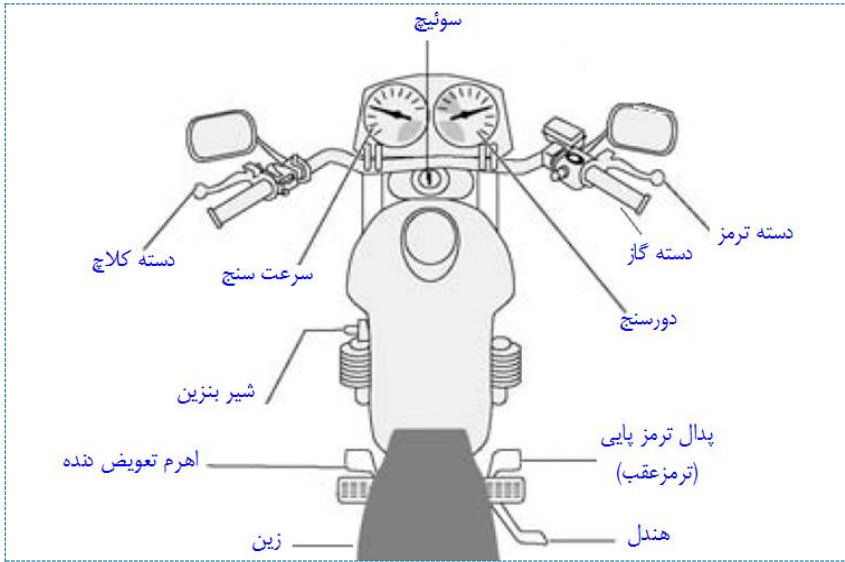 سوئیچ
دسته ترمز
دسته گاز
دسته کلاچ
سرعت سنج
دورسنج
شیر بنزین
پدال ترمز پایی
(ترمزعقب)
اهرم تعویض دنده
هندل
زین